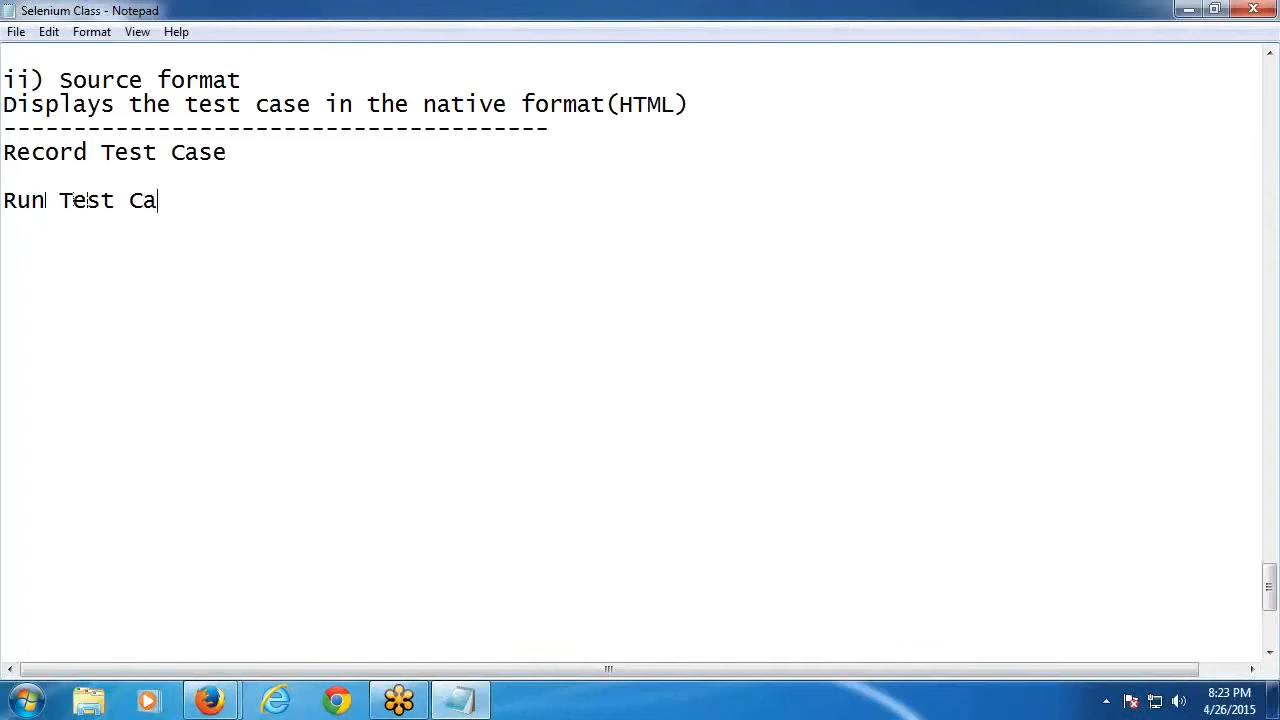 Selenium Class - Notepad
File Edit Format View Help
ii) Source format
Displays the test case in the native format(HTML)
---------------------------------------
Record Test Case
Run Test Ca
8:23 PM
4/26/2015